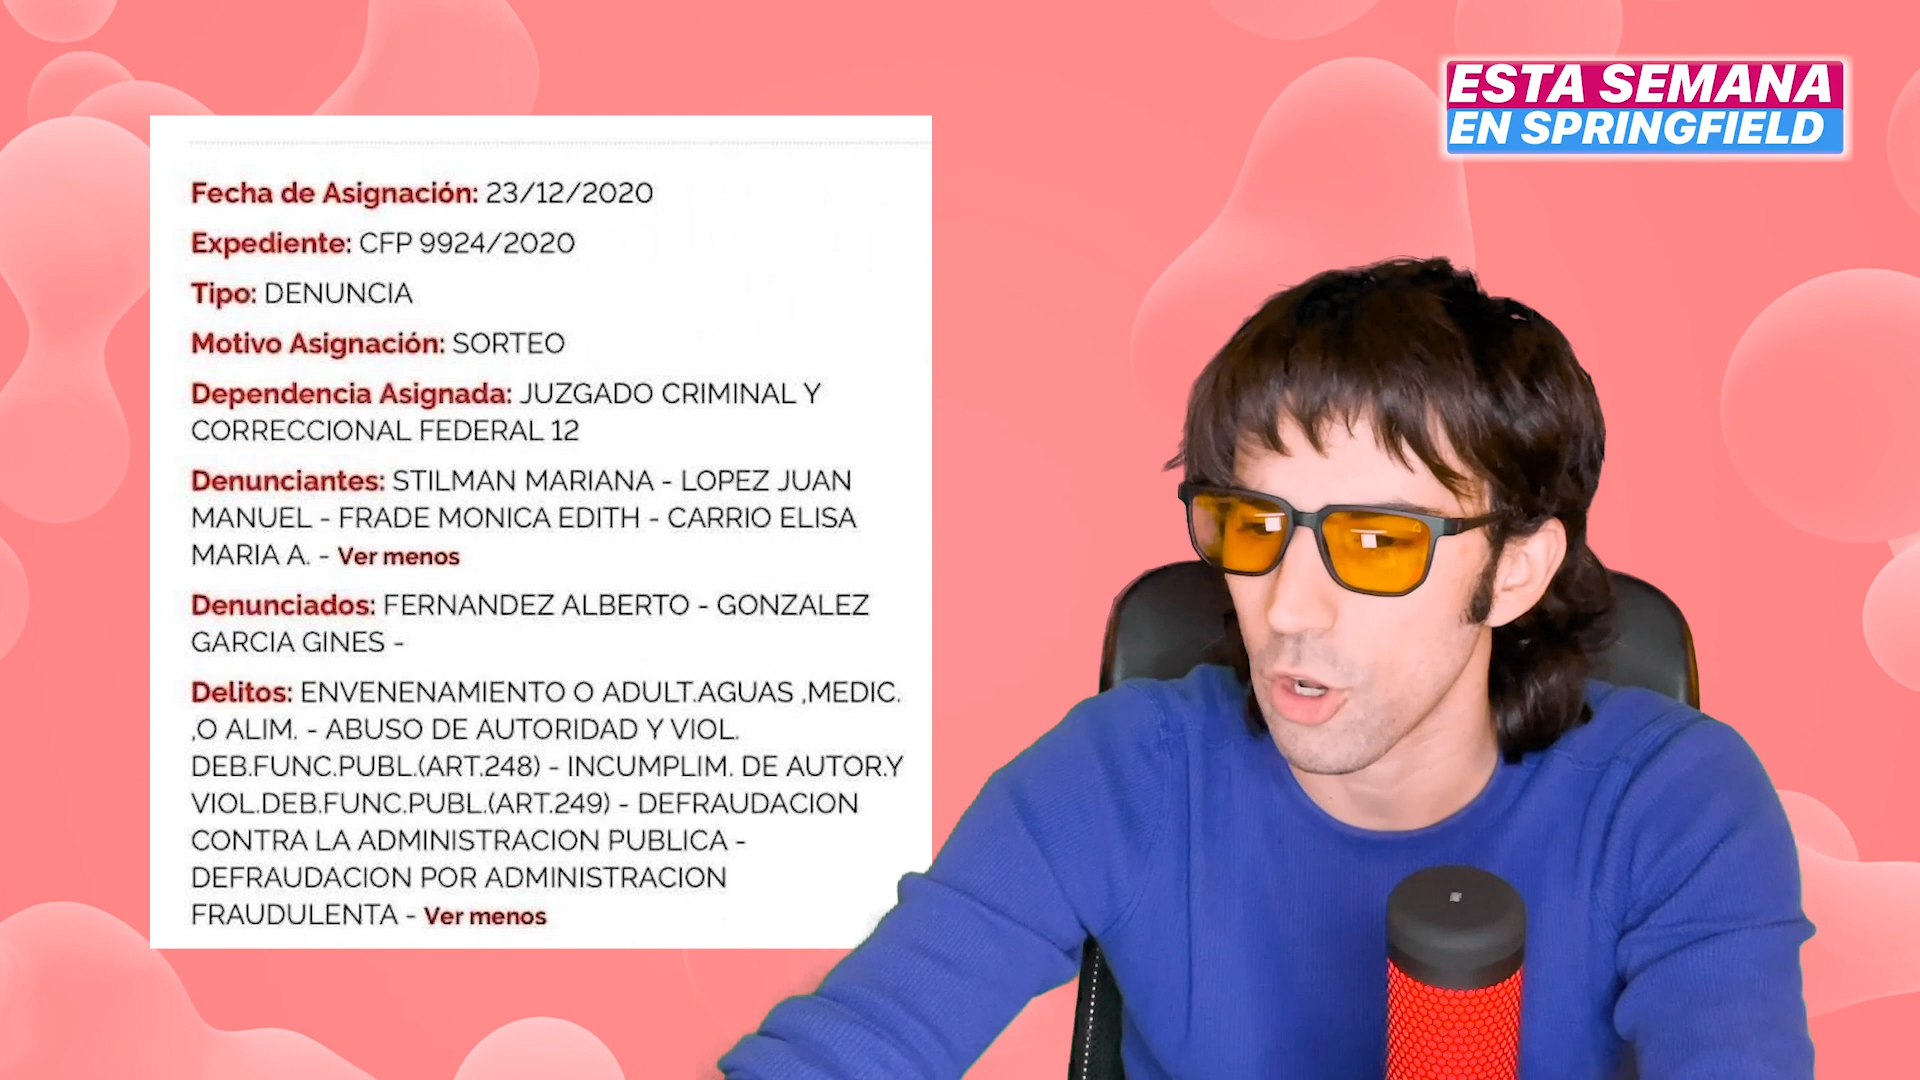 ESTA SEMANA
EN SPRINGFIELD
Fecha de Asignación: 23/12/2020
Expediente: CFP 9924/2020
Tipo: DENUNCIA
Motivo Asignación: SORTEO
Dependencia Asignada: JUZGADO CRIMINAL Y
CORRECCIONAL FEDERAL 12
Denunciantes: STILMAN MARIANA - LOPEZ JUAN
MANUEL - FRADE MONICA EDITH - CARRIO ELISA
MARIA A. - Ver menos
Denunciados: FERNANDEZ ALBERTO - GONZALEZ
GARCIA GINES -
Delitos: ENVENENAMIENTO O ADULT.AGUAS ,MEDIC.
,O ALIM. - ABUSO DE AUTORIDAD Y VIOL.
DEB.FUNC.PUBL.(ART.248) - INCUMPLIM. DE AUTOR.Y
VIOL.DEB.FUNC.PUBL.(ART.249) - DEFRAUDACION
CONTRA LA ADMINISTRACION PUBLICA -
DEFRAUDACION POR ADMINISTRACION
FRAUDULENTA - Ver menos